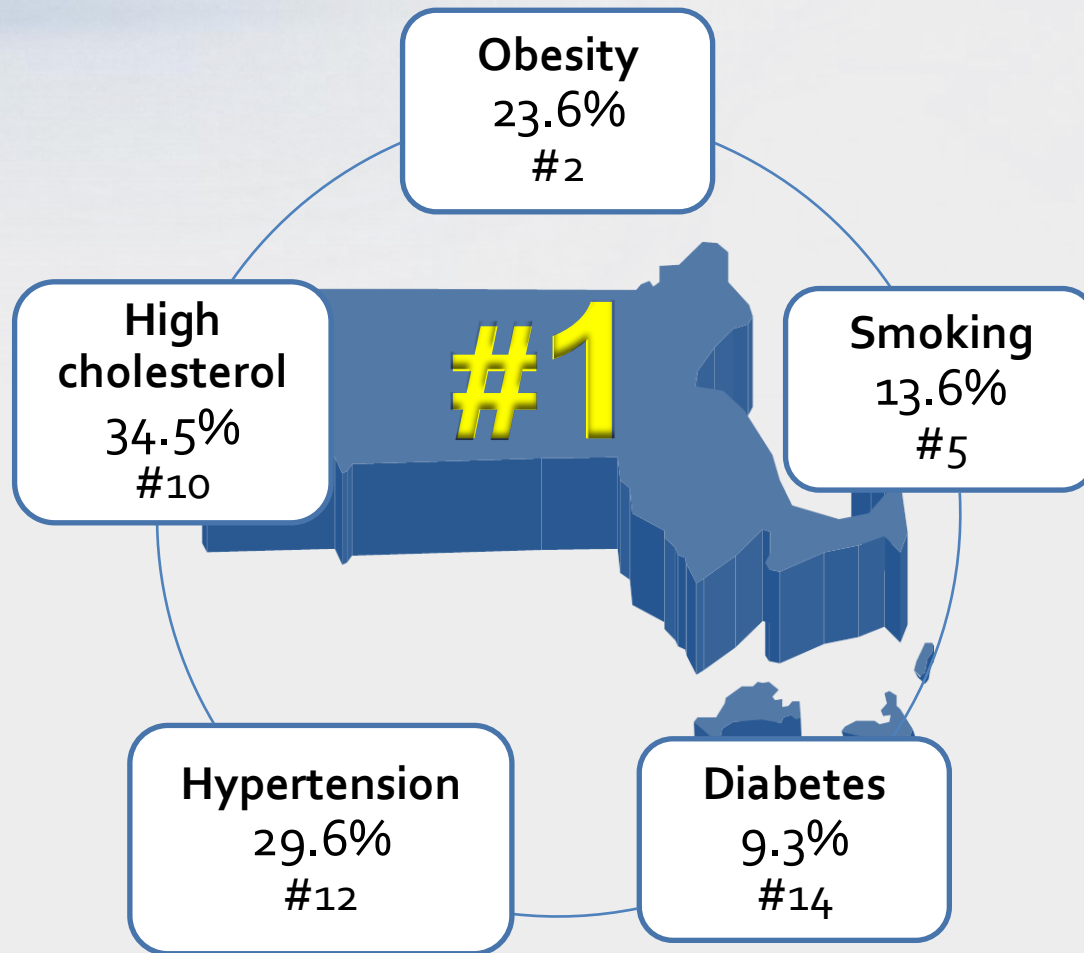 Obesity
23.6%
#2
High
cholesterol
34.5%
#10
#1
Smoking
13.6%
#5
Hypertension
29.6%
#12
Diabetes
9.3%
#14